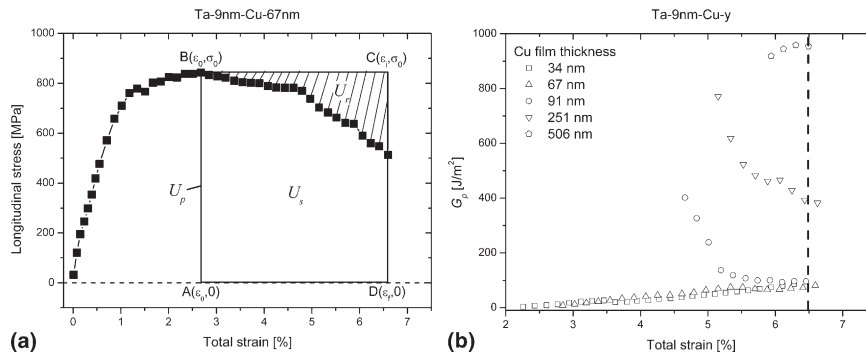 Ta-9nm-Cu-67nm
1000
800
600
400
200
0
Longitudinal stress [MPa]
B(ε₀,σ₀)
C(εᵢ,σ₀)
Uᵣ
Uₚ
Uₛ
A(ε₀,0)
D(εf,0)
0 1 2 3 4 5 6 7
Total strain [%]
(a)
Ta-9nm-Cu-y
1000
800
600
400
200
0
Gₚ [J/m²]
Cu film thickness
34 nm
67 nm
91 nm
251 nm
506 nm
2 3 4 5 6 7
Total strain [%]
(b)